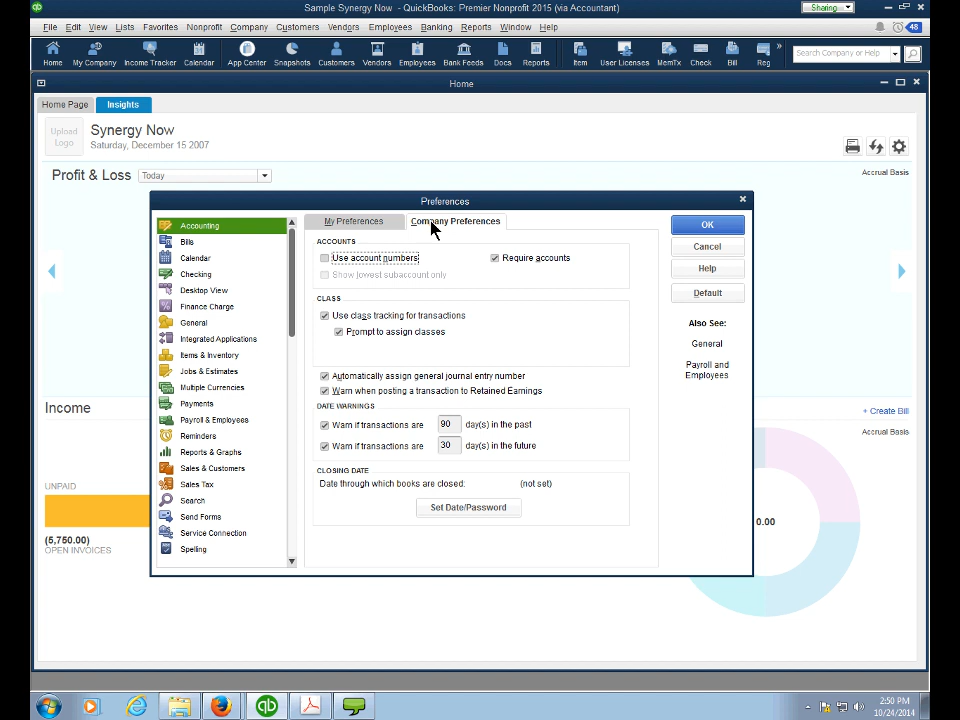 Sample Synergy Now - QuickBooks: Premier Nonprofit 2015 (via Accountant)
Sharing
File Edit View Lists Favorites Nonprofit Company Customers Vendors Employees Banking Reports Window Help
48
Home My Company Income Tracker Calendar App Center Snapshots Customers Vendors Employees Bank Feeds Docs Reports Item User Licenses MemTx Check Bill Reg »
Search Company or Help
Home
Home Page Insights
Upload
Logo
Synergy Now
Saturday, December 15 2007
Profit & Loss Today
Accrual Basis
Preferences
Accounting
Bills
Calendar
Checking
Desktop View
Finance Charge
General
Integrated Applications
Items & Inventory
Jobs & Estimates
Multiple Currencies
Payments
Payroll & Employees
Reminders
Reports & Graphs
Sales & Customers
Sales Tax
Search
Send Forms
Service Connection
Spelling
My Preferences Company Preferences
ACCOUNTS
Use account numbers Require accounts
Show lowest subaccount only
CLASS
Use class tracking for transactions
Prompt to assign classes
Automatically assign general journal entry number
Warn when posting a transaction to Retained Earnings
DATE WARNINGS
Warn if transactions are 90 day(s) in the past
Warn if transactions are 30 day(s) in the future
CLOSING DATE
Date through which books are closed: (not set)
Set Date/Password
OK
Cancel
Help
Default
Also See:
General
Payroll and
Employees
Income
+ Create Bill
Accrual Basis
UNPAID
(5,750.00)
OPEN INVOICES
0.00
qb
2:50 PM
10/24/2014